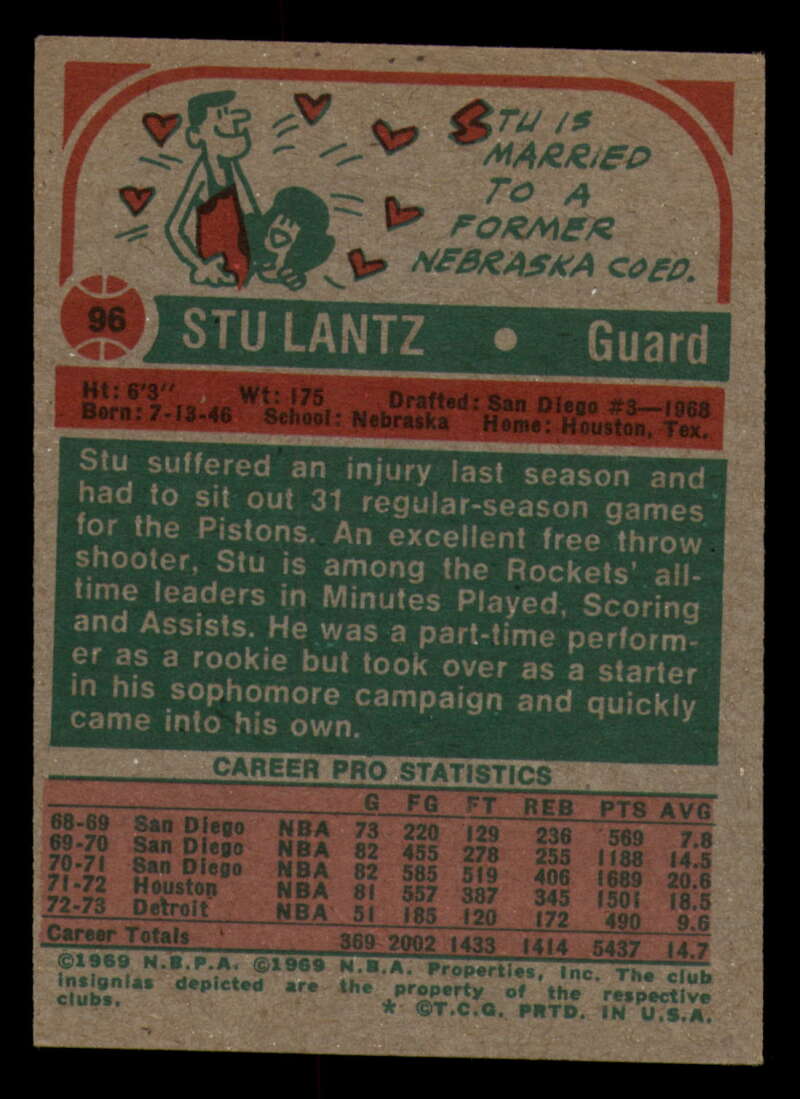 STU IS
MARRIED
TO A
FORMER
NEBRASKA COED.
96 STU LANTZ • Guard
Ht: 6'3" Wt: 175 Drafted: San Diego #3—1968
Born: 7-13-46 School: Nebraska Home: Houston, Tex.
Stu suffered an injury last season and
had to sit out 31 regular-season games
for the Pistons. An excellent free throw
shooter, Stu is among the Rockets' all-
time leaders in Minutes Played, Scoring
and Assists. He was a part-time perform-
er as a rookie but took over as a starter
in his sophomore campaign and quickly
came into his own.
CAREER PRO STATISTICS
G FG FT REB PTS AVG
68-69 San Diego NBA 73 220 129 236 569 7.8
69-70 San Diego NBA 82 455 278 255 1188 14.5
70-71 San Diego NBA 82 585 519 406 1689 20.6
71-72 Houston NBA 81 557 387 345 1501 18.5
72-73 Detroit NBA 51 185 120 172 490 9.6
Career Totals 369 2002 1433 1414 5437 14.7
©1969 N.B.P.A. ©1969 N.B.A. Properties, Inc. The club
insignias depicted are the property of the respective
clubs. * ©T.C.G. PRTD. IN U.S.A.